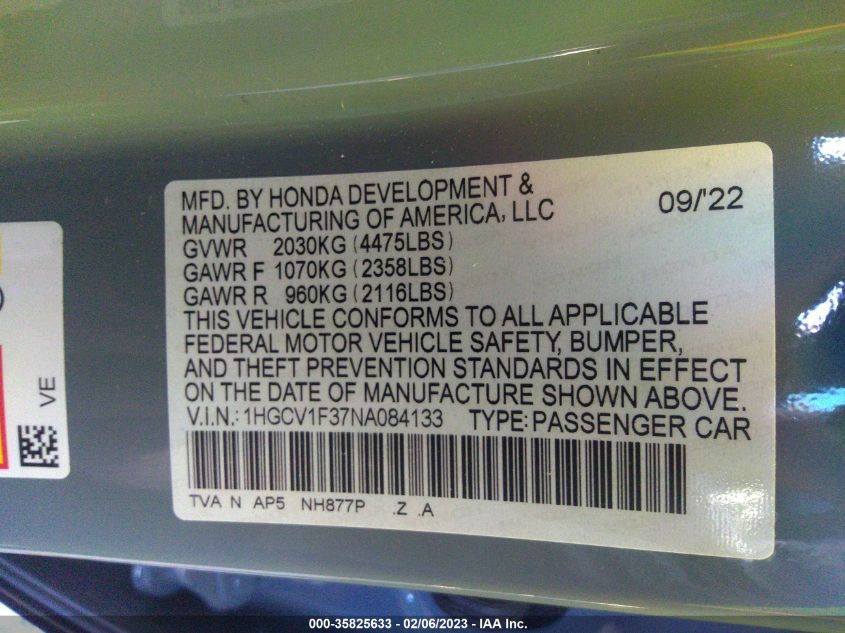 MFD. BY HONDA DEVELOPMENT &
MANUFACTURING OF AMERICA, LLC
09/'22
GVWR 2030KG (4475LBS)
GAWR F 1070KG (2358LBS)
GAWR R 960KG (2116LBS)
THIS VEHICLE CONFORMS TO ALL APPLICABLE
FEDERAL MOTOR VEHICLE SAFETY, BUMPER,
AND THEFT PREVENTION STANDARDS IN EFFECT
ON THE DATE OF MANUFACTURE SHOWN ABOVE.
V.I.N.: 1HGCV1F37NA084133 TYPE: PASSENGER CAR
TVA N AP5 NH877P .Z .A
VE
000-35825633 - 02/06/2023 - IAA Inc.